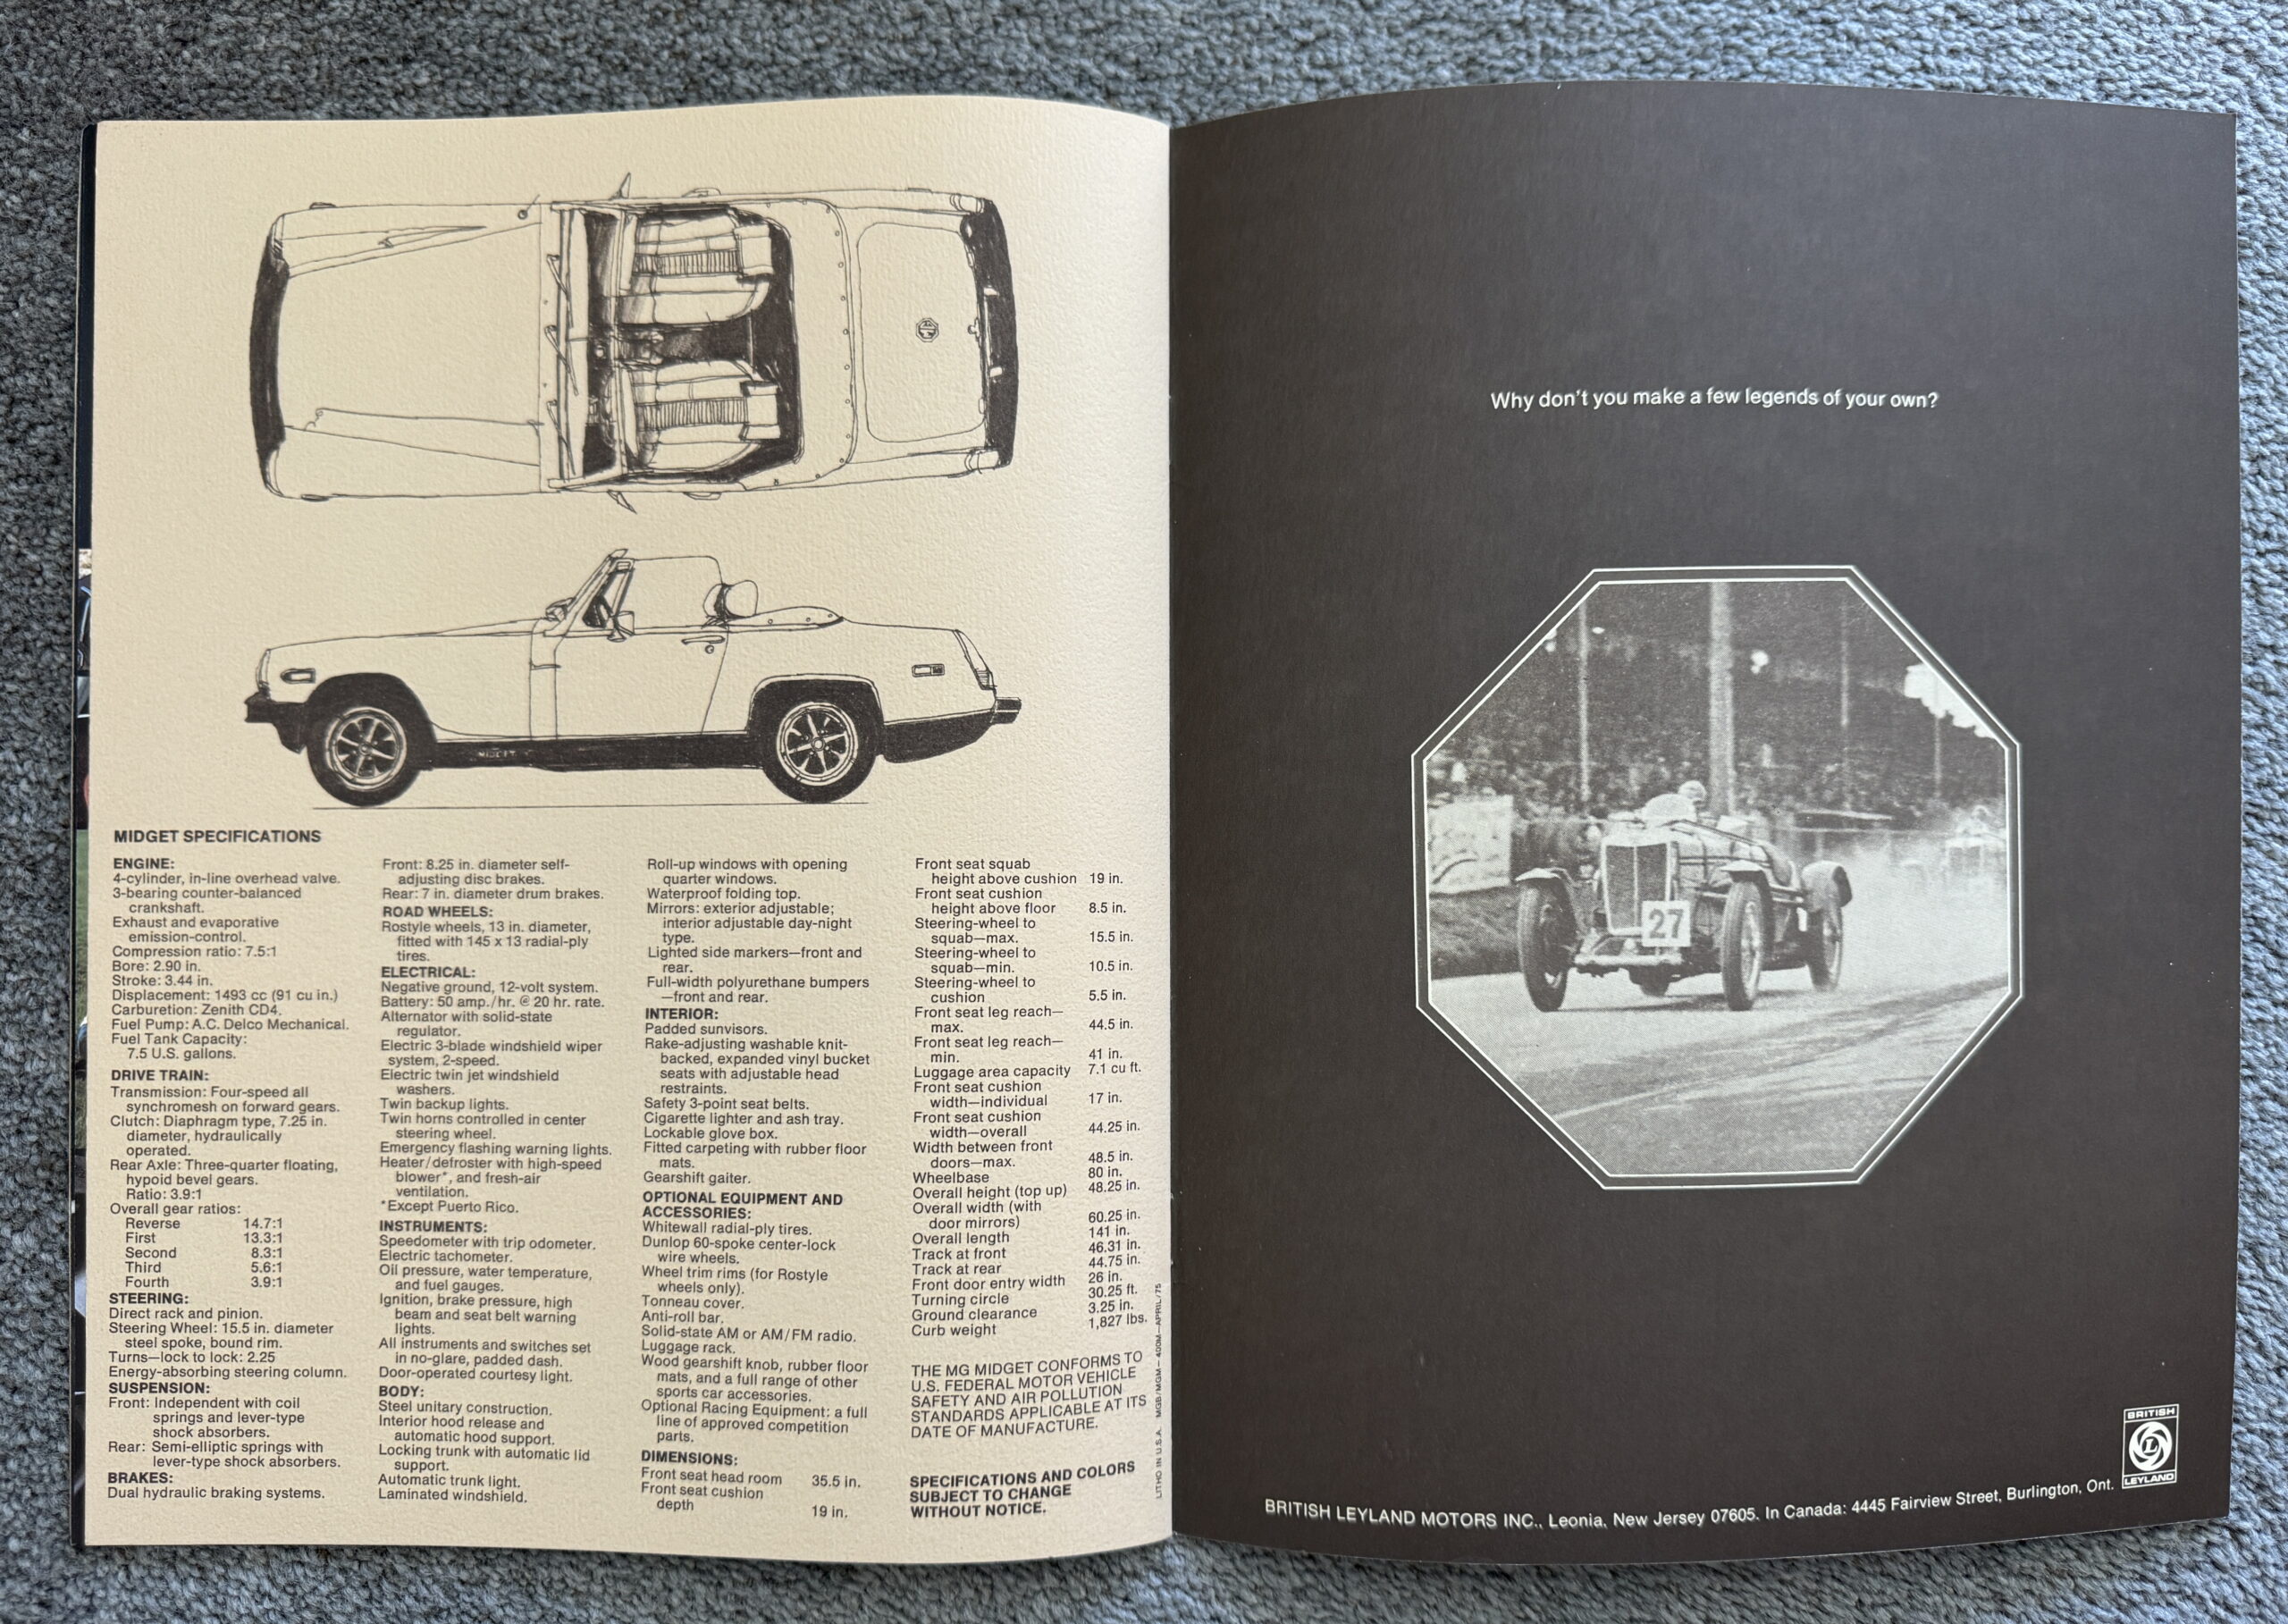 MIDGET
MIDGET SPECIFICATIONS
ENGINE:
4-cylinder, in-line overhead valve.
3-bearing counter-balanced
crankshaft.
Exhaust and evaporative
emission-control.
Compression ratio: 7.5:1
Bore: 2.90 in.
Stroke: 3.44 in.
Displacement: 1493 cc (91 cu in.)
Carburetion: Zenith CD4.
Fuel Pump: A.C. Delco Mechanical.
Fuel Tank Capacity:
7.5 U.S. gallons.
DRIVE TRAIN:
Transmission: Four-speed all
synchromesh on forward gears.
Clutch: Diaphragm type, 7.25 in.
diameter, hydraulically
operated.
Rear Axle: Three-quarter floating,
hypoid bevel gears.
Ratio: 3.9:1
Overall gear ratios:
Reverse 14.7:1
First 13.3:1
Second 8.3:1
Third 5.6:1
Fourth 3.9:1
STEERING:
Direct rack and pinion.
Steering Wheel: 15.5 in. diameter
steel spoke, bound rim.
Turns—lock to lock: 2.25
Energy-absorbing steering column.
SUSPENSION:
Front: Independent with coil
springs and lever-type
shock absorbers.
Rear: Semi-elliptic springs with
lever-type shock absorbers.
BRAKES:
Dual hydraulic braking systems.
Front: 8.25 in. diameter self-
adjusting disc brakes.
Rear: 7 in. diameter drum brakes.
ROAD WHEELS:
Rostyle wheels, 13 in. diameter,
fitted with 145 x 13 radial-ply
tires.
ELECTRICAL:
Negative ground, 12-volt system.
Battery: 50 amp./hr. @ 20 hr. rate.
Alternator with solid-state
regulator.
Electric 3-blade windshield wiper
system, 2-speed.
Electric twin jet windshield
washers.
Twin backup lights.
Twin horns controlled in center
steering wheel.
Emergency flashing warning lights.
Heater/defroster with high-speed
blower*, and fresh-air
ventilation.
*Except Puerto Rico.
INSTRUMENTS:
Speedometer with trip odometer.
Electric tachometer.
Oil pressure, water temperature,
and fuel gauges.
Ignition, brake pressure, high
beam and seat belt warning
lights.
All instruments and switches set
in no-glare, padded dash.
Door-operated courtesy light.
BODY:
Steel unitary construction.
Interior hood release and
automatic hood support.
Locking trunk with automatic lid
support.
Automatic trunk light.
Laminated windshield.
Roll-up windows with opening
quarter windows.
Waterproof folding top.
Mirrors: exterior adjustable;
interior adjustable day-night
type.
Lighted side markers—front and
rear.
Full-width polyurethane bumpers
—front and rear.
INTERIOR:
Padded sunvisors.
Rake-adjusting washable knit-
backed, expanded vinyl bucket
seats with adjustable head
restraints.
Safety 3-point seat belts.
Cigarette lighter and ash tray.
Lockable glove box.
Fitted carpeting with rubber floor
mats.
Gearshift gaiter.
OPTIONAL EQUIPMENT AND
ACCESSORIES:
Whitewall radial-ply tires.
Dunlop 60-spoke center-lock
wire wheels.
Wheel trim rims (for Rostyle
wheels only).
Tonneau cover.
Anti-roll bar.
Solid-state AM or AM/FM radio.
Luggage rack.
Wood gearshift knob, rubber floor
mats, and a full range of other
sports car accessories.
Optional Racing Equipment: a full
line of approved competition
parts.
DIMENSIONS:
Front seat head room 35.5 in.
Front seat cushion
depth 19 in.
Front seat squab
height above cushion 19 in.
Front seat cushion
height above floor 8.5 in.
Steering-wheel to
squab—max. 15.5 in.
Steering-wheel to
squab—min. 10.5 in.
Steering-wheel to
cushion 5.5 in.
Front seat leg reach—
max. 44.5 in.
Front seat leg reach—
min. 41 in.
Luggage area capacity 7.1 cu ft.
Front seat cushion
width—individual 17 in.
Front seat cushion
width—overall 44.25 in.
Width between front
doors—max. 48.5 in.
Wheelbase 80 in.
Overall height (top up) 48.25 in.
Overall width (with
door mirrors) 60.25 in.
Overall length 141 in.
Track at front 46.31 in.
Track at rear 44.75 in.
Front door entry width 26 in.
Turning circle 30.25 ft.
Ground clearance 3.25 in.
Curb weight 1,827 lbs.
THE MG MIDGET CONFORMS TO
U.S. FEDERAL MOTOR VEHICLE
SAFETY AND AIR POLLUTION
STANDARDS APPLICABLE AT ITS
DATE OF MANUFACTURE.
SPECIFICATIONS AND COLORS
SUBJECT TO CHANGE
WITHOUT NOTICE.
LITHO IN U.S.A. MGB/MGM—400M—APRIL/75
Why don't you make a few legends of your own?
27
BRITISH
L
LEYLAND
BRITISH LEYLAND MOTORS INC., Leonia, New Jersey 07605. In Canada: 4445 Fairview Street, Burlington, Ont.